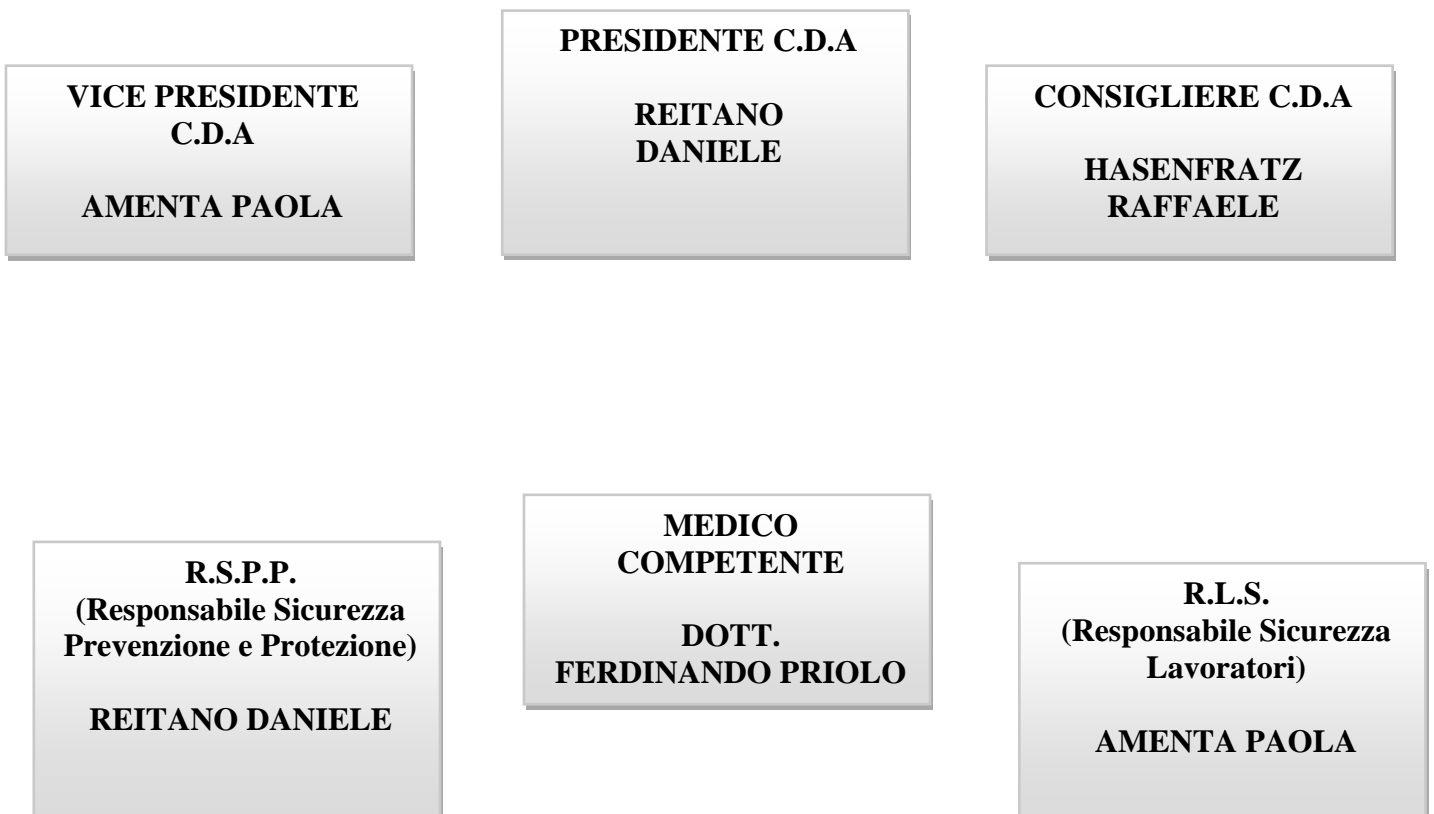 VICE PRESIDENTE
C.D.A
AMENTA PAOLA
PRESIDENTE C.D.A
REITANO
DANIELE
CONSIGLIERE C.D.A
HASENFRATZ
RAFFAELE
R.S.P.P.
(Responsabile Sicurezza
Prevenzione e Protezione)
REITANO DANIELE
MEDICO
COMPETENTE
DOTT.
FERDINANDO PRIOLO
R.L.S.
(Responsabile Sicurezza
Lavoratori)
AMENTA PAOLA